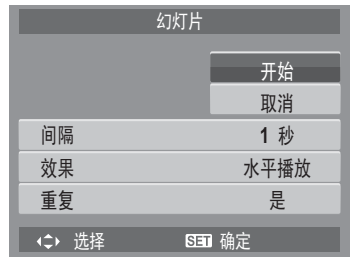 幻灯片
开始
取消
间隔 1 秒
效果 水平播放
重复 是
选择 SET 确定